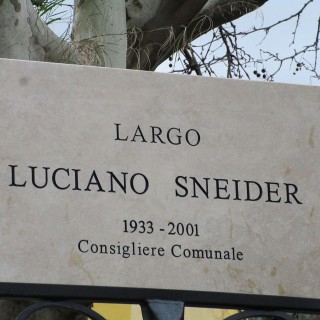 LARGO
LUCIANO SNEIDER
1933 - 2001
Consigliere Comunale